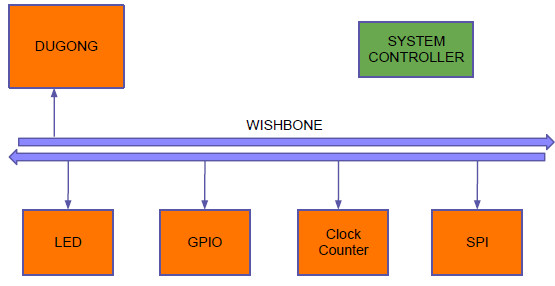 DUGONG
SYSTEM
CONTROLLER
WISHBONE
LED
GPIO
Clock
Counter
SPI